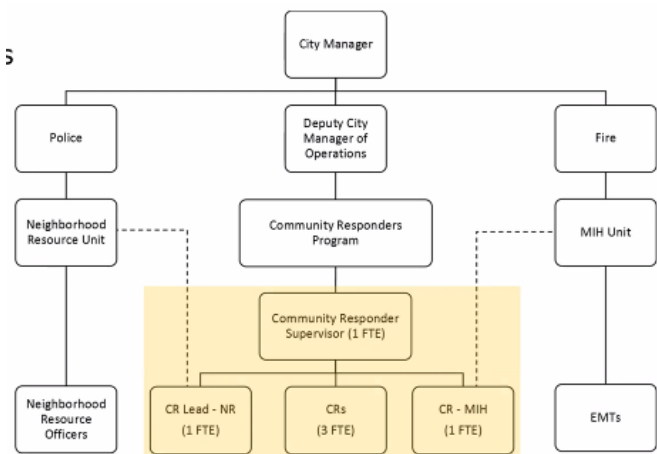 s
City Manager
Police
Deputy City
Manager of
Operations
Fire
Neighborhood
Resource Unit
Community Responders
Program
MIH Unit
Community Responder
Supervisor (1 FTE)
Neighborhood
Resource
Officers
CR Lead - NR
(1 FTE)
CRs
(3 FTE)
CR - MIH
(1 FTE)
EMTs